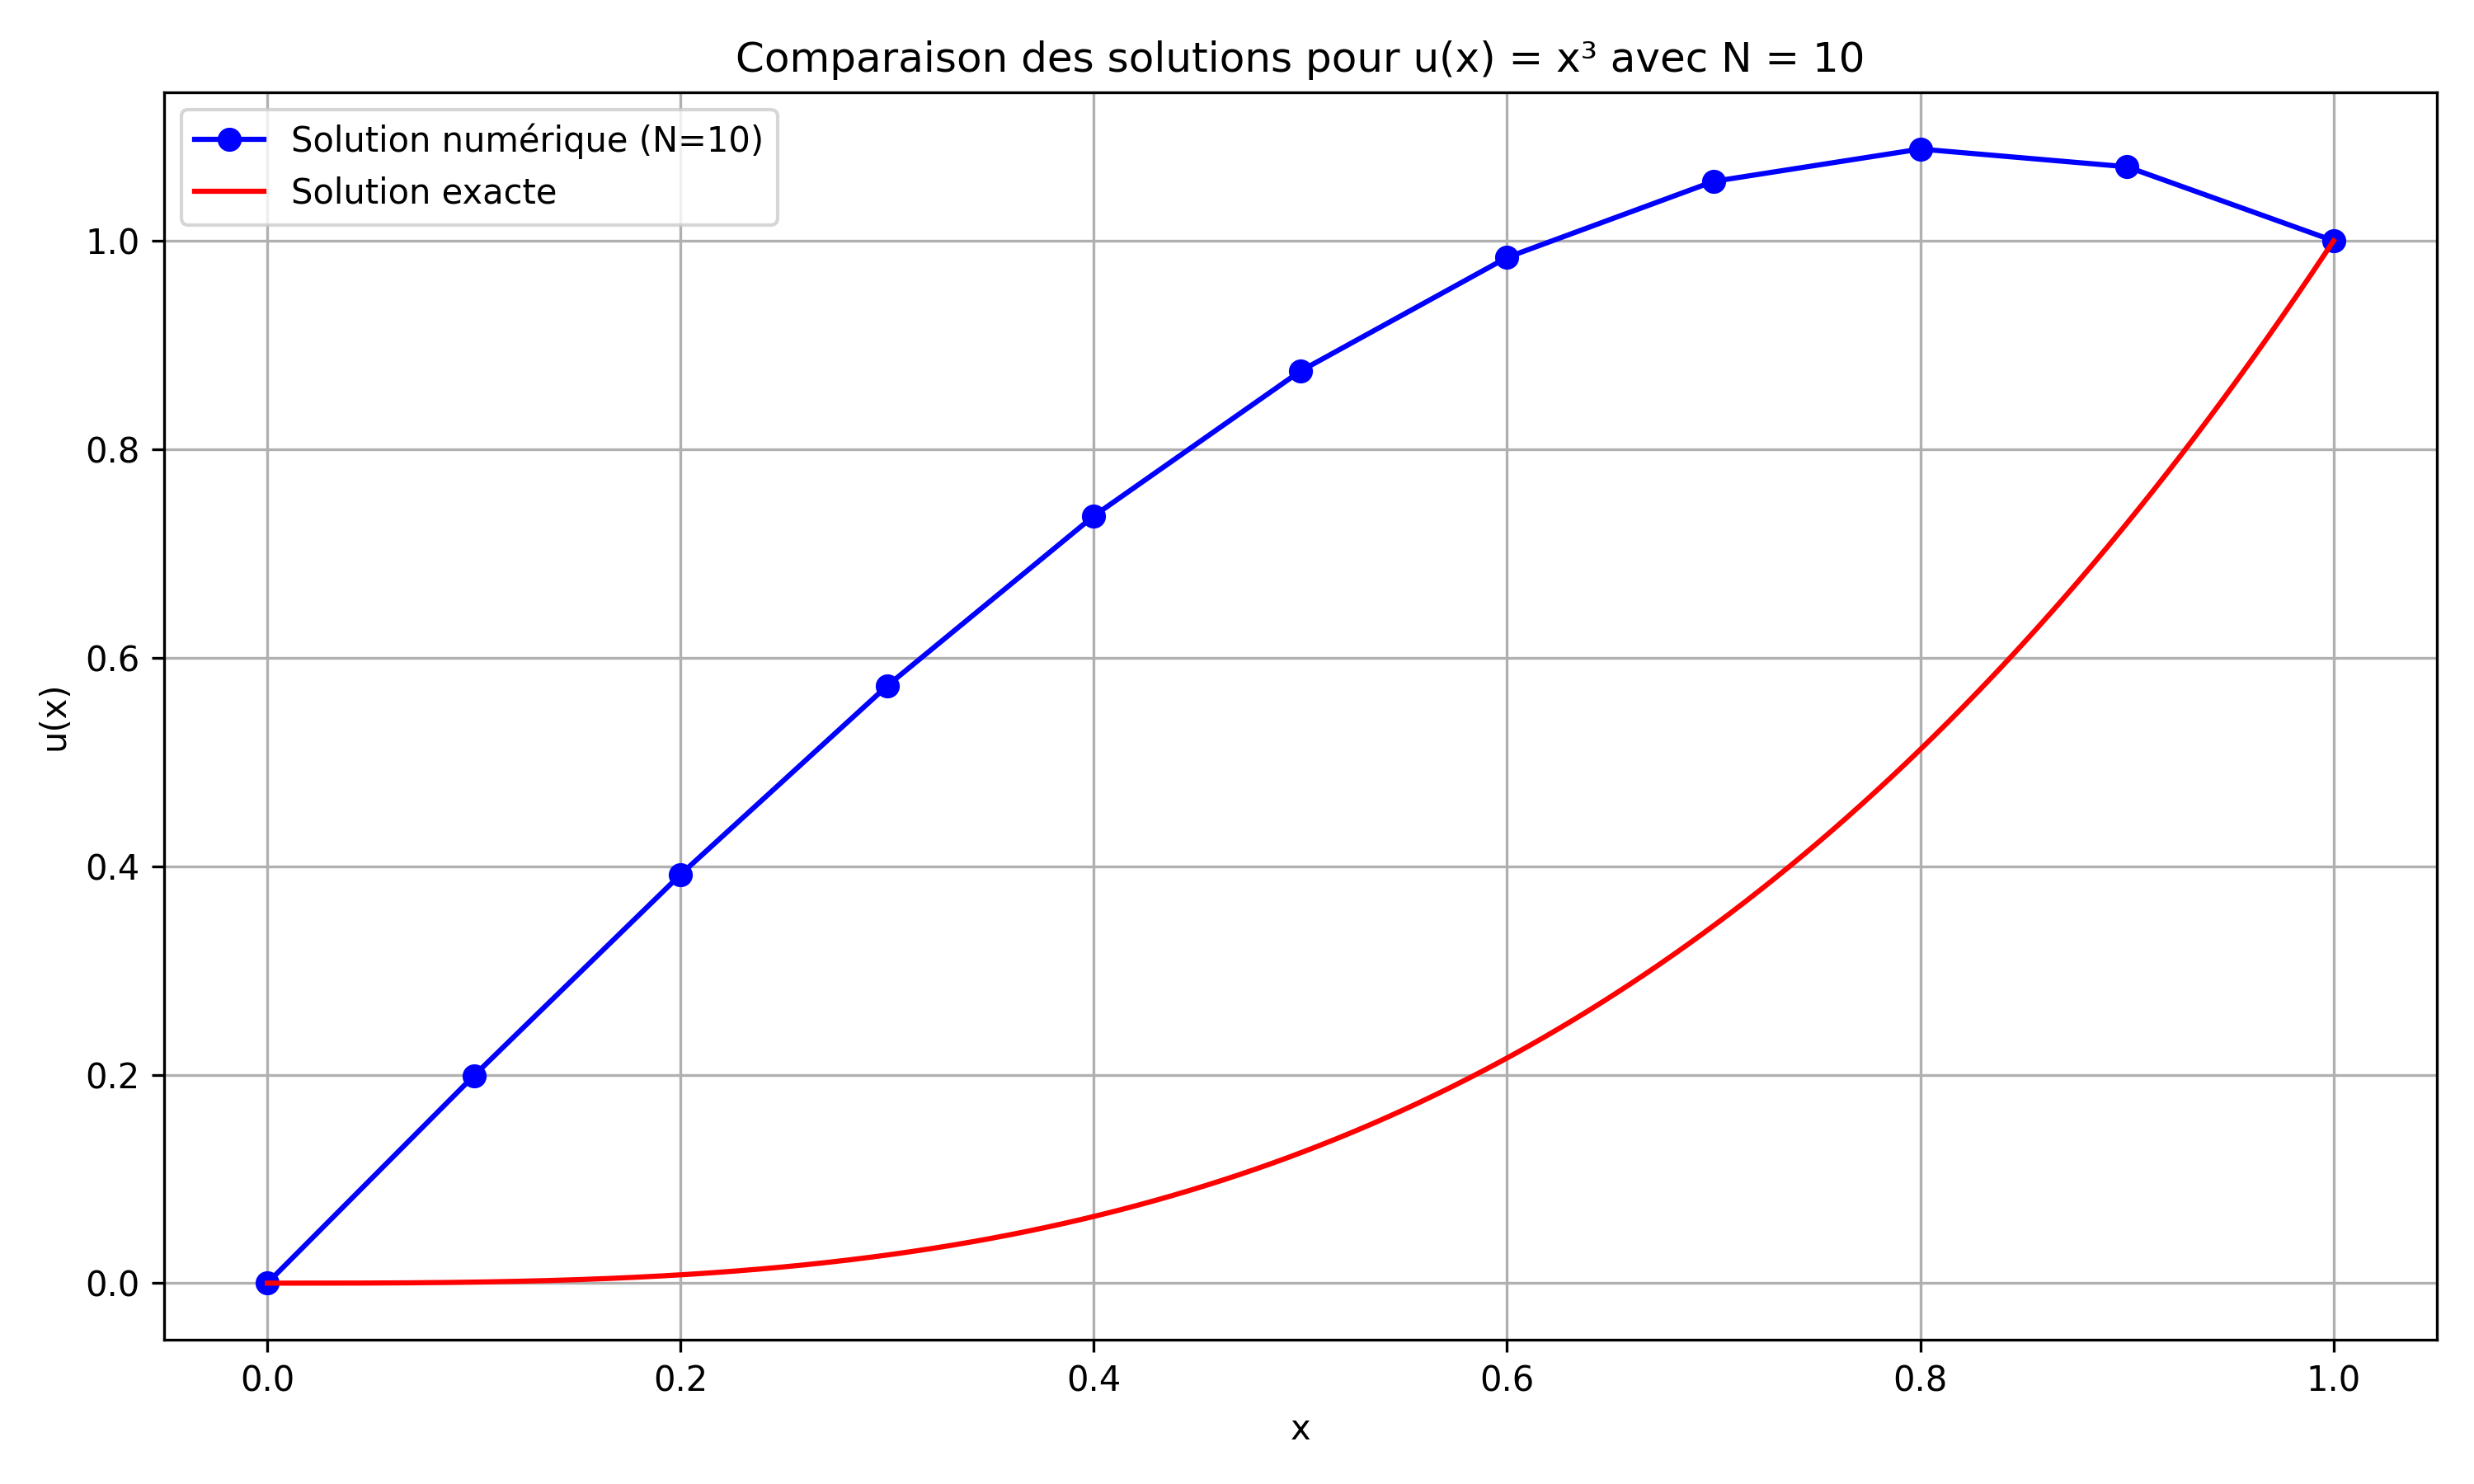 Comparaison des solutions pour u(x) = x³ avec N = 10
Solution numérique (N=10)
Solution exacte
u(x)
1.0
0.8
0.6
0.4
0.2
0.0
0.0 0.2 0.4 0.6 0.8 1.0
x